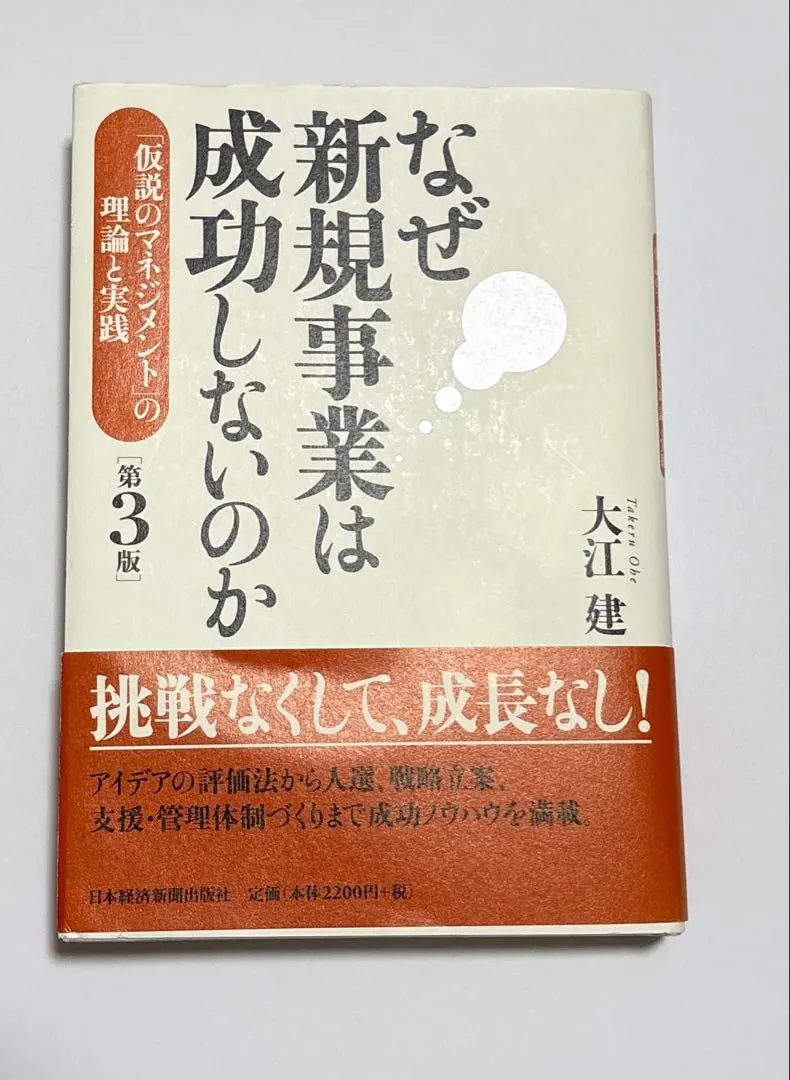 なぜ
新規事業は
成功しないのか
「仮説のマネジメント」の
理論と実践
[第3版]
大江 建
Takeru Ohe
挑戦なくして、成長なし!
アイデアの評価法から人選、戦略立案、
支援・管理体制づくりまで成功ノウハウを満載。
日本経済新聞出版社 定価(本体2200円+税)